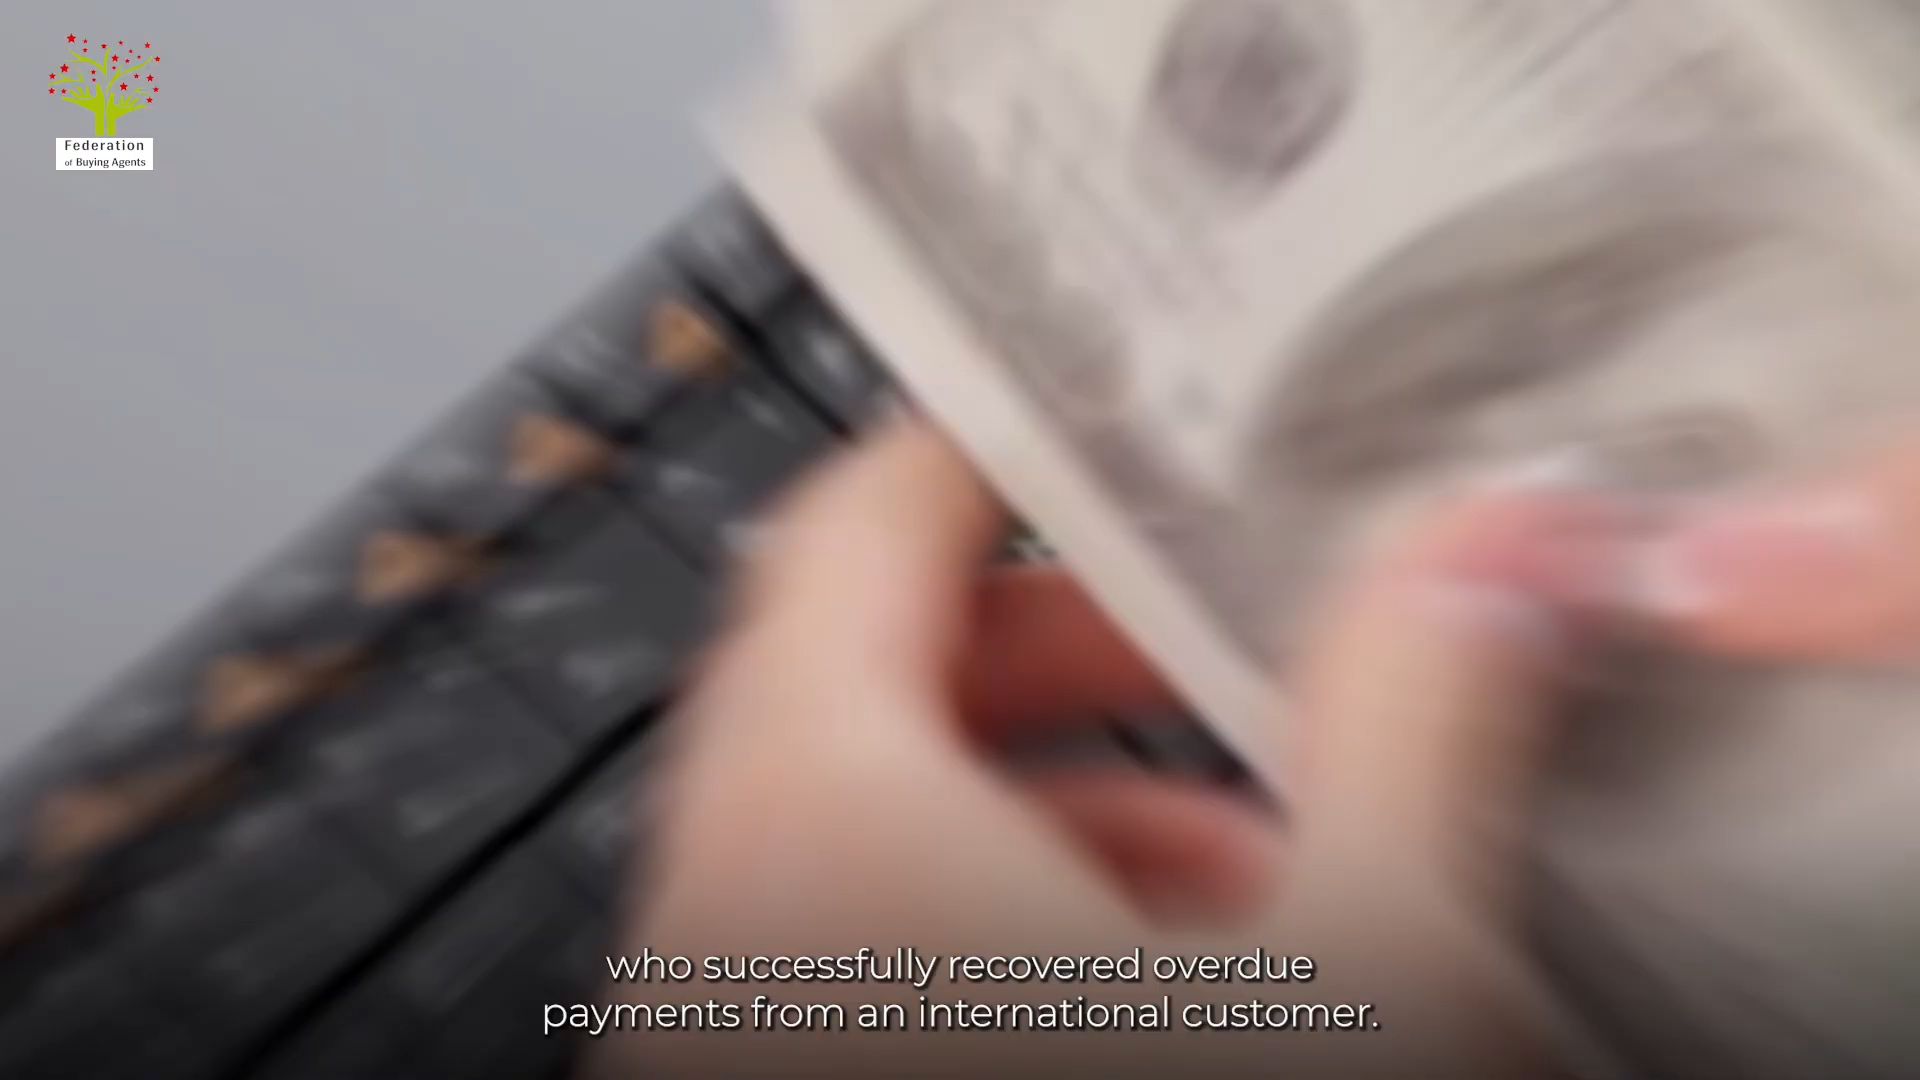 Federation
of Buying Agents
who successfully recovered overdue
payments from an international customer.